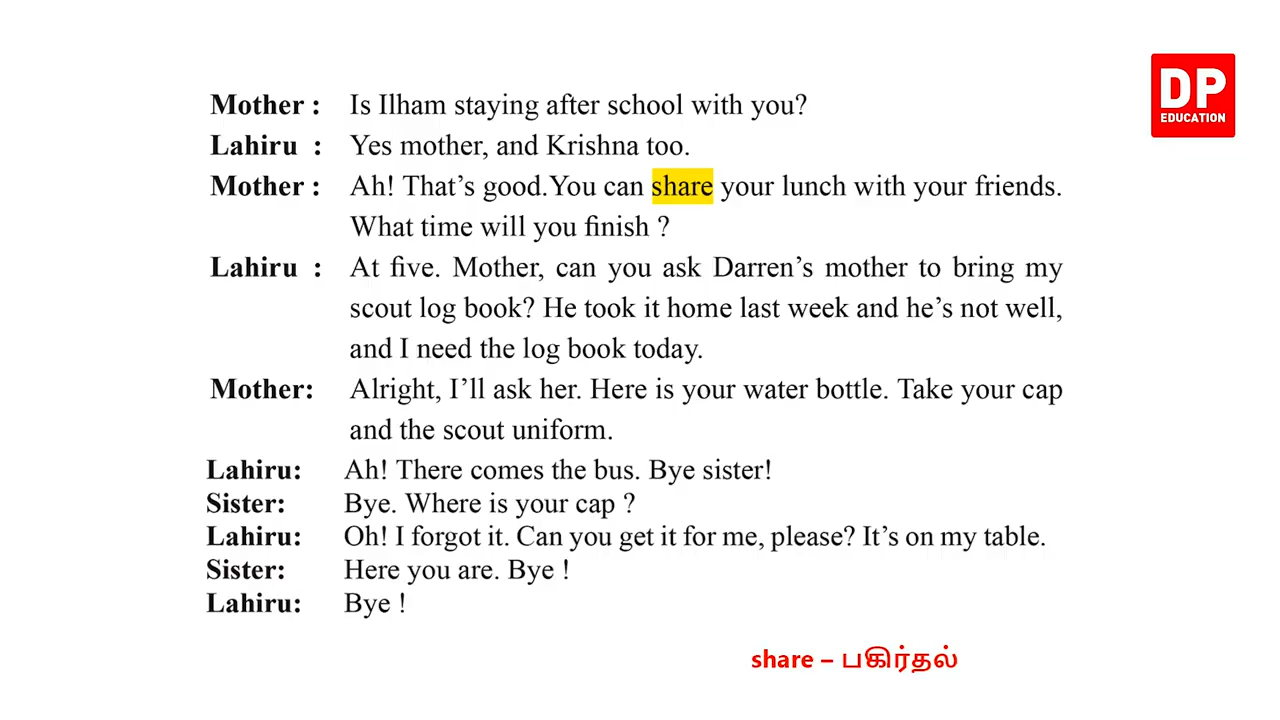 DP
EDUCATION
Mother : Is Ilham staying after school with you?
Lahiru : Yes mother, and Krishna too.
Mother : Ah! That’s good.You can share your lunch with your friends.
What time will you finish ?
Lahiru : At five. Mother, can you ask Darren’s mother to bring my
scout log book? He took it home last week and he’s not well,
and I need the log book today.
Mother: Alright, I’ll ask her. Here is your water bottle. Take your cap
and the scout uniform.
Lahiru: Ah! There comes the bus. Bye sister!
Sister: Bye. Where is your cap ?
Lahiru: Oh! I forgot it. Can you get it for me, please? It’s on my table.
Sister: Here you are. Bye !
Lahiru: Bye !
share – பகிர்தல்